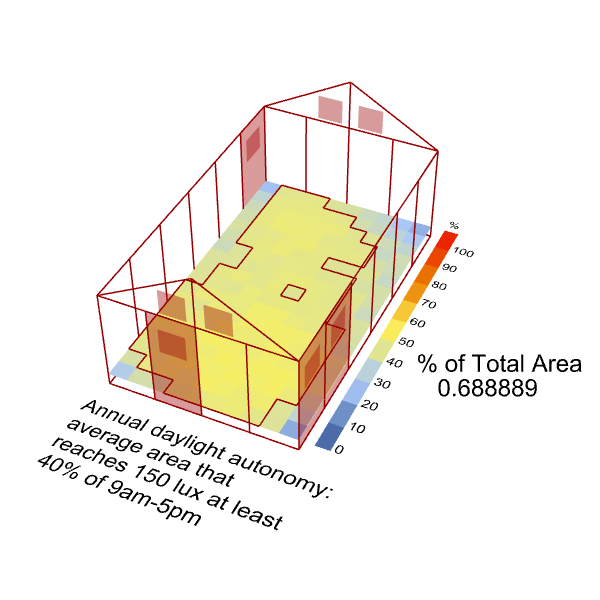 %
100
90
80
70
60
50
40
30
20
10
0
% of Total Area
0.688889
Annual daylight autonomy:
average area that
reaches 150 lux at least
40% of 9am-5pm